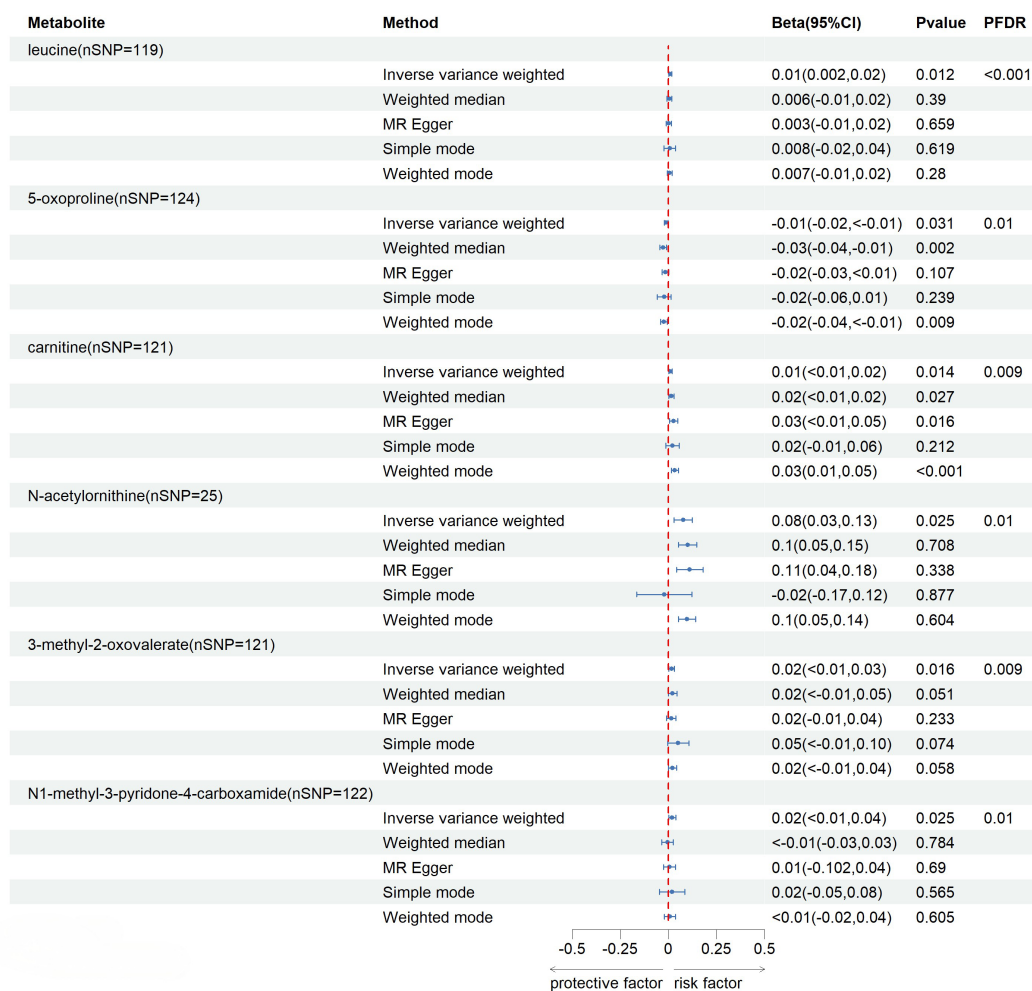 Metabolite Method Beta(95%CI) Pvalue PFDR
leucine(nSNP=119)
Inverse variance weighted 0.01(0.002,0.02) 0.012 <0.001
Weighted median 0.006(-0.01,0.02) 0.39
MR Egger 0.003(-0.01,0.02) 0.659
Simple mode 0.008(-0.02,0.04) 0.619
Weighted mode 0.007(-0.01,0.02) 0.28
5-oxoproline(nSNP=124)
Inverse variance weighted -0.01(-0.02,<-0.01) 0.031 0.01
Weighted median -0.03(-0.04,-0.01) 0.002
MR Egger -0.02(-0.03,<0.01) 0.107
Simple mode -0.02(-0.06,0.01) 0.239
Weighted mode -0.02(-0.04,<-0.01) 0.009
carnitine(nSNP=121)
Inverse variance weighted 0.01(<0.01,0.02) 0.014 0.009
Weighted median 0.02(<0.01,0.02) 0.027
MR Egger 0.03(<0.01,0.05) 0.016
Simple mode 0.02(-0.01,0.06) 0.212
Weighted mode 0.03(0.01,0.05) <0.001
N-acetylornithine(nSNP=25)
Inverse variance weighted 0.08(0.03,0.13) 0.025 0.01
Weighted median 0.1(0.05,0.15) 0.708
MR Egger 0.11(0.04,0.18) 0.338
Simple mode -0.02(-0.17,0.12) 0.877
Weighted mode 0.1(0.05,0.14) 0.604
3-methyl-2-oxovalerate(nSNP=121)
Inverse variance weighted 0.02(<0.01,0.03) 0.016 0.009
Weighted median 0.02(<-0.01,0.05) 0.051
MR Egger 0.02(-0.01,0.04) 0.233
Simple mode 0.05(<-0.01,0.10) 0.074
Weighted mode 0.02(<-0.01,0.04) 0.058
N1-methyl-3-pyridone-4-carboxamide(nSNP=122)
Inverse variance weighted 0.02(<0.01,0.04) 0.025 0.01
Weighted median <-0.01(-0.03,0.03) 0.784
MR Egger 0.01(-0.102,0.04) 0.69
Simple mode 0.02(-0.05,0.08) 0.565
Weighted mode <0.01(-0.02,0.04) 0.605
-0.5 -0.25 0 0.25 0.5
protective factor risk factor